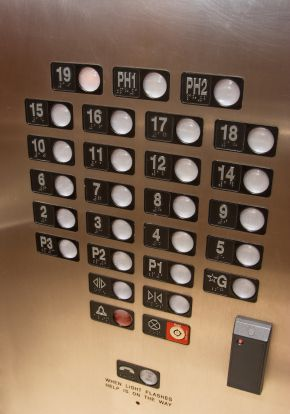 19 PH1 PH2
15 16 17 18
10 11 12 14
6 7 8 9
2 3 4 5
P3 P2 P1 ☆G
WHEN LIGHT FLASHES
HELP IS ON THE WAY